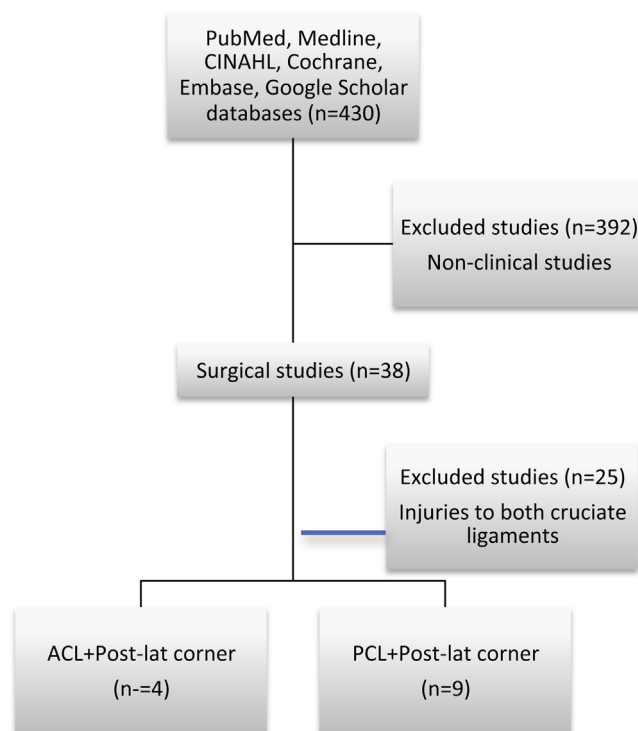 PubMed, Medline,
CINAHL, Cochrane,
Embase, Google Scholar
databases (n=430)
Excluded studies (n=392)
Non-clinical studies
Surgical studies (n=38)
Excluded studies (n=25)
Injuries to both cruciate
ligaments
ACL+Post-lat corner
(n-=4)
PCL+Post-lat corner
(n=9)